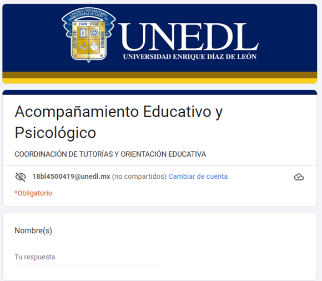 UNEDL
UNIVERSIDAD ENRIQUE DÍAZ DE LEÓN
Acompañamiento Educativo y
Psicológico
COORDINACIÓN DE TUTORÍAS Y ORIENTACIÓN EDUCATIVA
18bl4500419@unedl.mx (no compartidos) Cambiar de cuenta
*Obligatorio
Nombre(s)
Tu respuesta